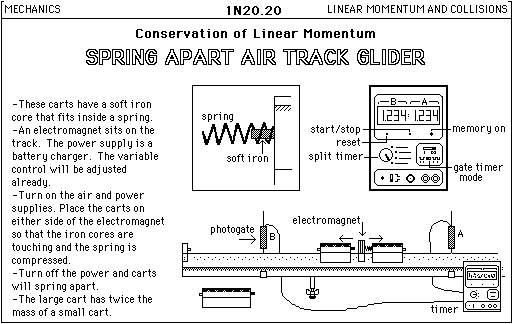 MECHANICS
1N20.20
LINEAR MOMENTUM AND COLLISIONS
Conservation of Linear Momentum
SPRING APART AIR TRACK GLIDER
-These carts have a soft iron
core that fits inside a spring.
-An electromagnet sits on the
track. The power supply is a
battery charger. The variable
control will be adjusted
already.
-Turn on the air and power
supplies. Place the carts on
either side of the electromagnet
so that the iron cores are
touching and the spring is
compressed.
-Turn off the power and carts
will spring apart.
-The large cart has twice the
mass of a small cart.
spring
soft iron
B A
1.234 1.234
start/stop
reset
split timer
memory on
gate timer
mode
photogate
B
electromagnet
A
timer